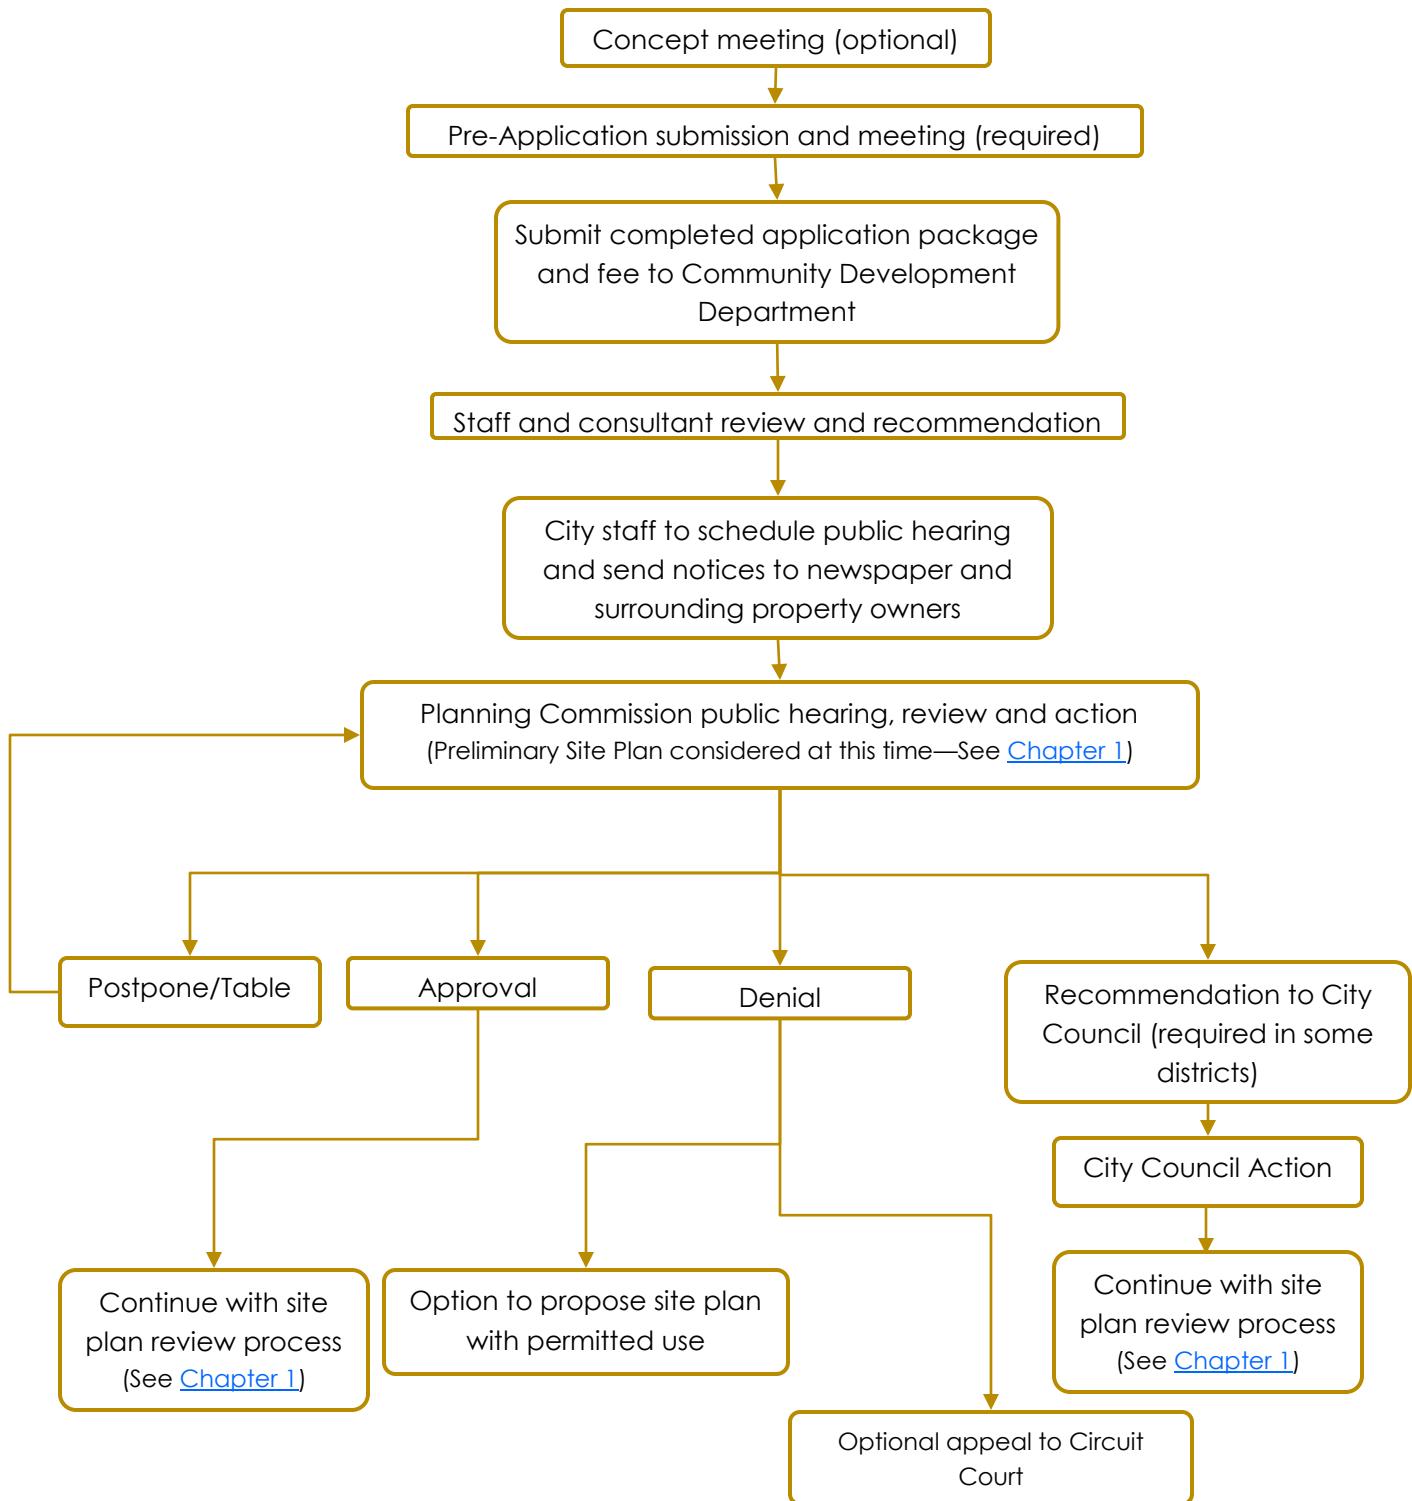 Concept meeting (optional)
Pre-Application submission and meeting (required)
Submit completed application package
and fee to Community Development
Department
Staff and consultant review and recommendation
City staff to schedule public hearing
and send notices to newspaper and
surrounding property owners
Planning Commission public hearing, review and action
(Preliminary Site Plan considered at this time—See Chapter 1)
Postpone/Table
Approval
Denial
Recommendation to City
Council (required in some
districts)
City Council Action
Continue with site
plan review process
(See Chapter 1)
Option to propose site plan
with permitted use
Continue with site
plan review process
(See Chapter 1)
Optional appeal to Circuit
Court